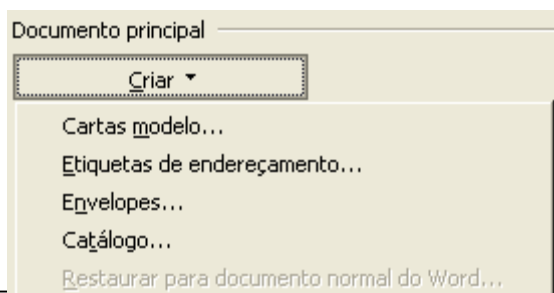 Documento principal
Criar
Cartas modelo...
Etiquetas de endereçamento...
Envelopes...
Catálogo...
Restaurar para documento normal do Word...